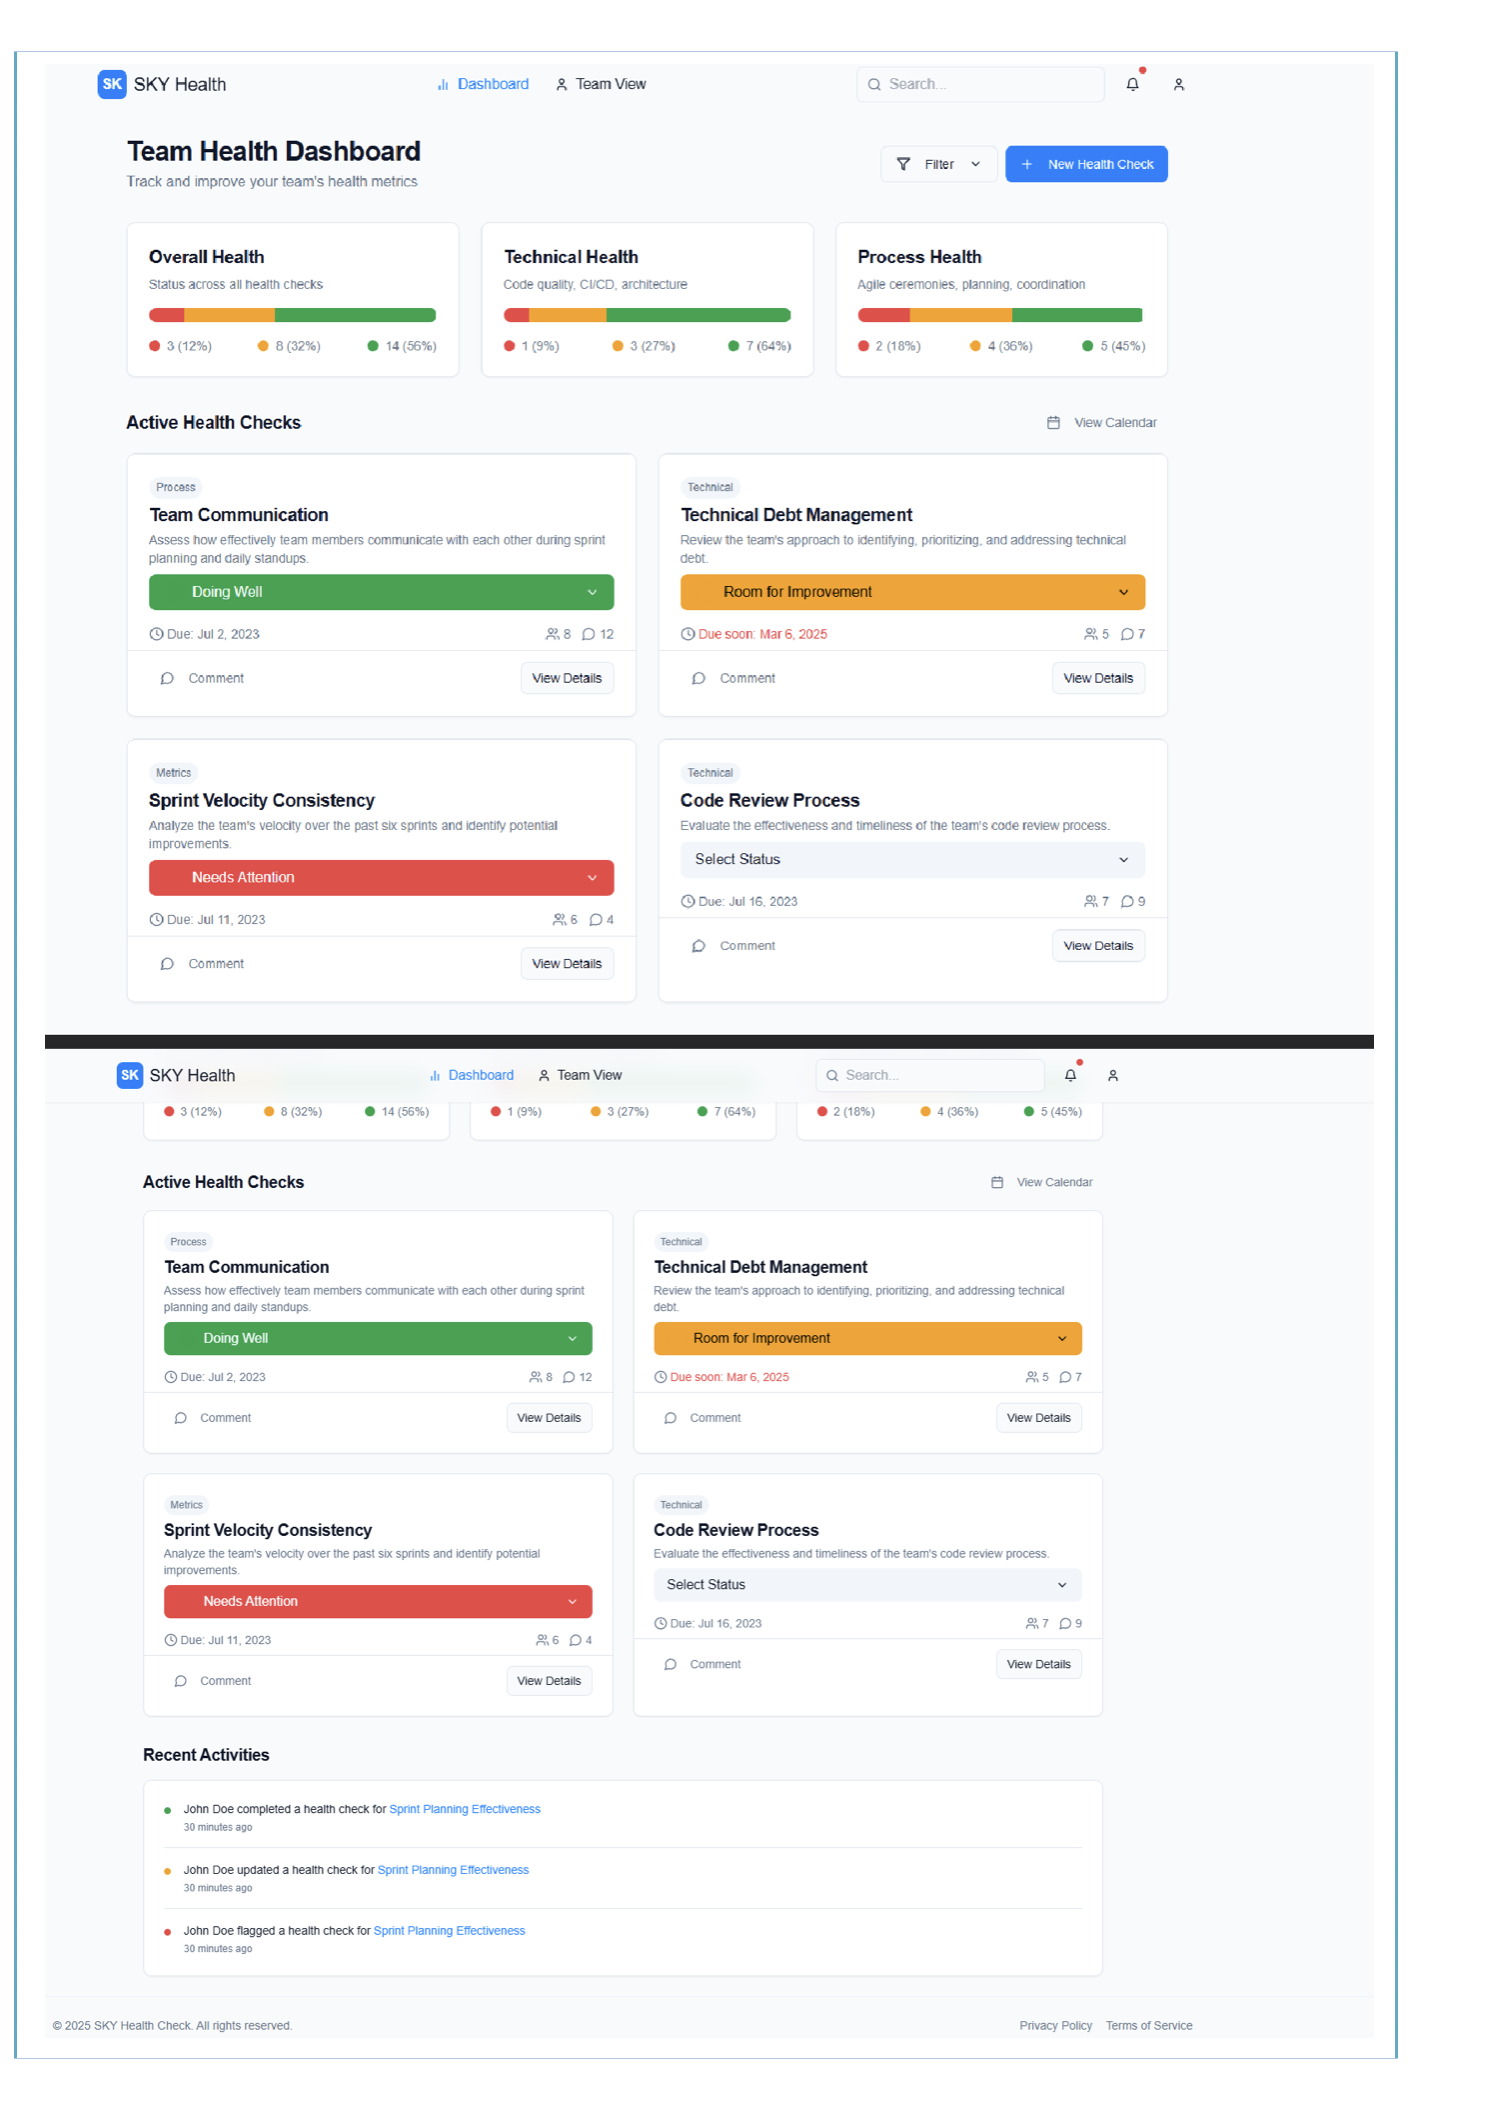 SK SKY Health Dashboard Team View Search...
Team Health Dashboard
Track and improve your team's health metrics
Filter + New Health Check
Overall Health
Status across all health checks
3 (12%) 8 (32%) 14 (56%)
Technical Health
Code quality, CI/CD, architecture
1 (9%) 3 (27%) 7 (64%)
Process Health
Agile ceremonies, planning, coordination
2 (18%) 4 (36%) 5 (45%)
Active Health Checks View Calendar
Process
Team Communication
Assess how effectively team members communicate with each other during sprint
planning and daily standups.
Doing Well
Due: Jul 2, 2023 8 12
Comment View Details
Technical
Technical Debt Management
Review the team's approach to identifying, prioritizing, and addressing technical
debt.
Room for Improvement
Due soon: Mar 6, 2025 5 7
Comment View Details
Metrics
Sprint Velocity Consistency
Analyze the team's velocity over the past six sprints and identify potential
improvements.
Needs Attention
Due: Jul 11, 2023 6 4
Comment View Details
Technical
Code Review Process
Evaluate the effectiveness and timeliness of the team's code review process.
Select Status
Due: Jul 16, 2023 7 9
Comment View Details
SK SKY Health Dashboard Team View Search...
3 (12%) 8 (32%) 14 (56%) 1 (9%) 3 (27%) 7 (64%) 2 (18%) 4 (36%) 5 (45%)
Active Health Checks View Calendar
Process
Team Communication
Assess how effectively team members communicate with each other during sprint
planning and daily standups.
Doing Well
Due: Jul 2, 2023 8 12
Comment View Details
Technical
Technical Debt Management
Review the team's approach to identifying, prioritizing, and addressing technical
debt.
Room for Improvement
Due soon: Mar 6, 2025 5 7
Comment View Details
Metrics
Sprint Velocity Consistency
Analyze the team's velocity over the past six sprints and identify potential
improvements.
Needs Attention
Due: Jul 11, 2023 6 4
Comment View Details
Technical
Code Review Process
Evaluate the effectiveness and timeliness of the team's code review process.
Select Status
Due: Jul 16, 2023 7 9
Comment View Details
Recent Activities
John Doe completed a health check for Sprint Planning Effectiveness
30 minutes ago
John Doe updated a health check for Sprint Planning Effectiveness
30 minutes ago
John Doe flagged a health check for Sprint Planning Effectiveness
30 minutes ago
© 2025 SKY Health Check. All rights reserved. Privacy Policy Terms of Service